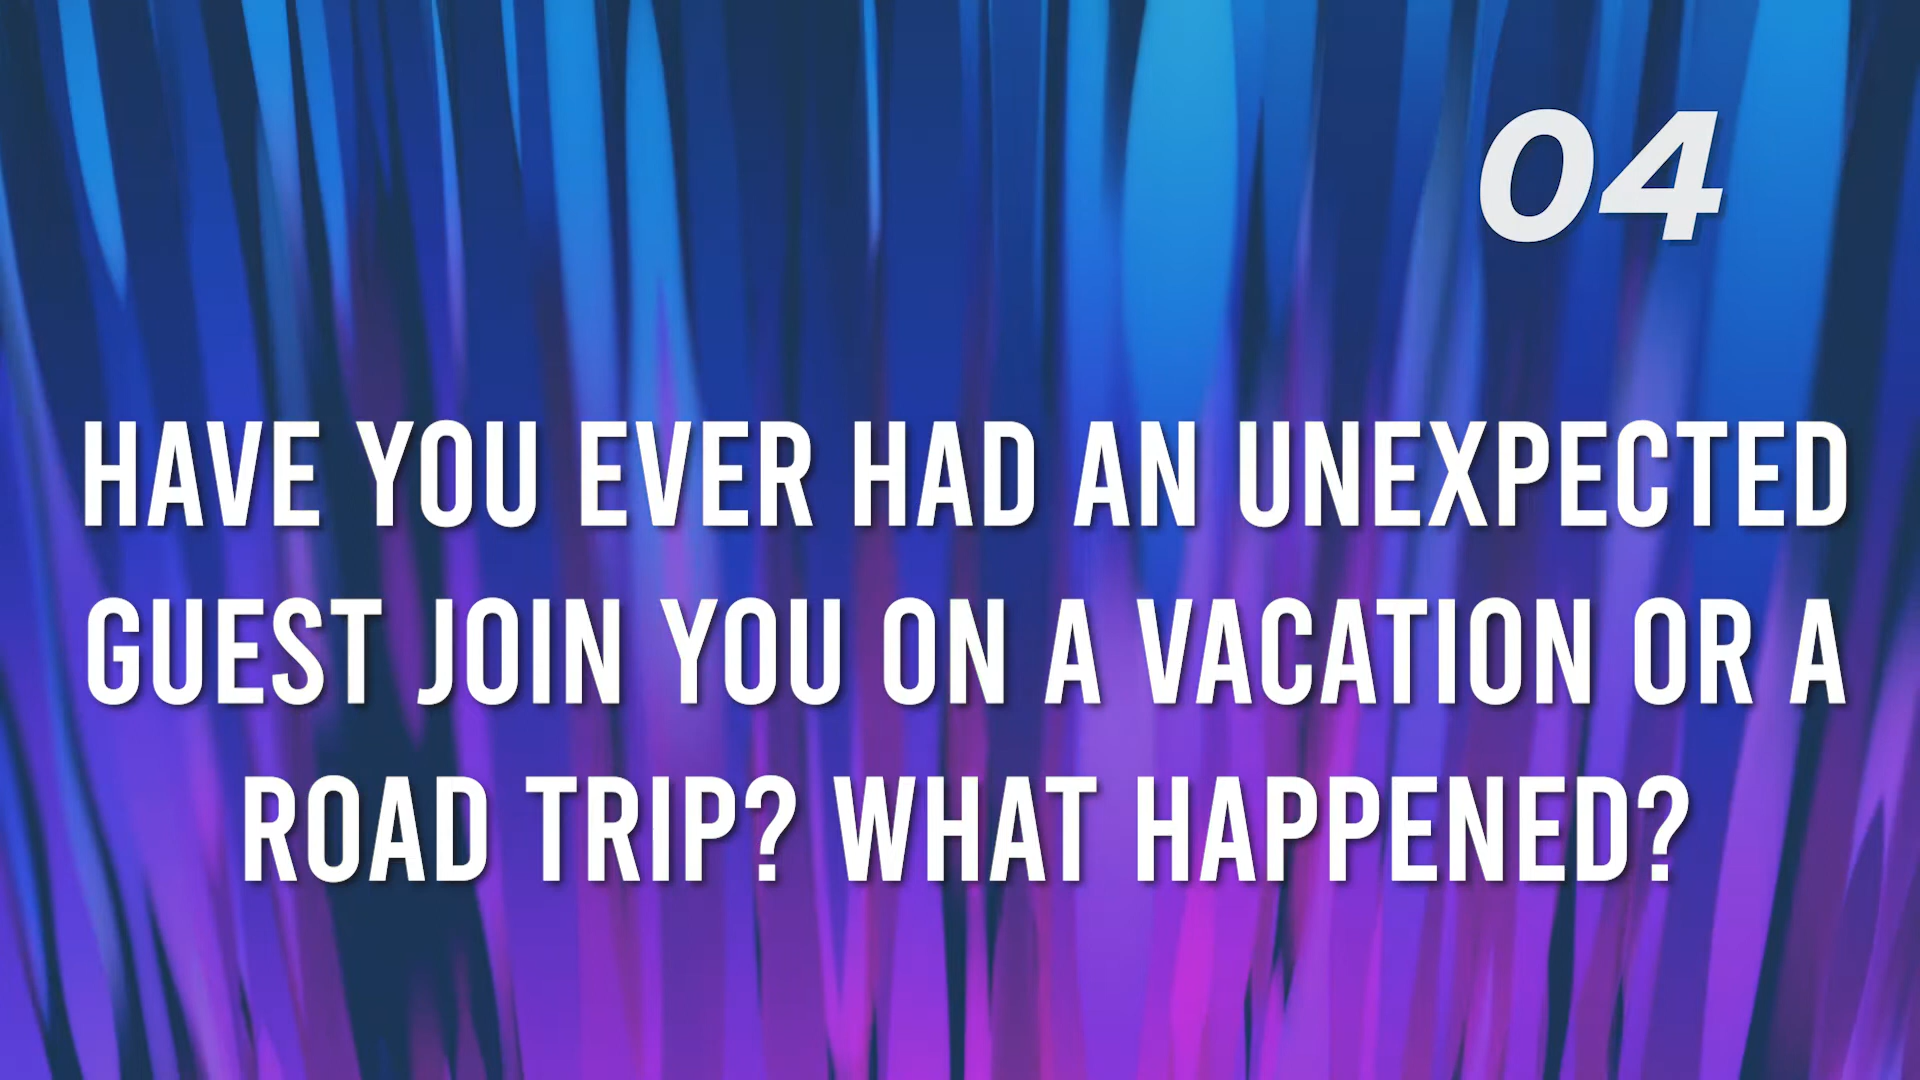 04
HAVE YOU EVER HAD AN UNEXPECTED
GUEST JOIN YOU ON A VACATION OR A
ROAD TRIP? WHAT HAPPENED?